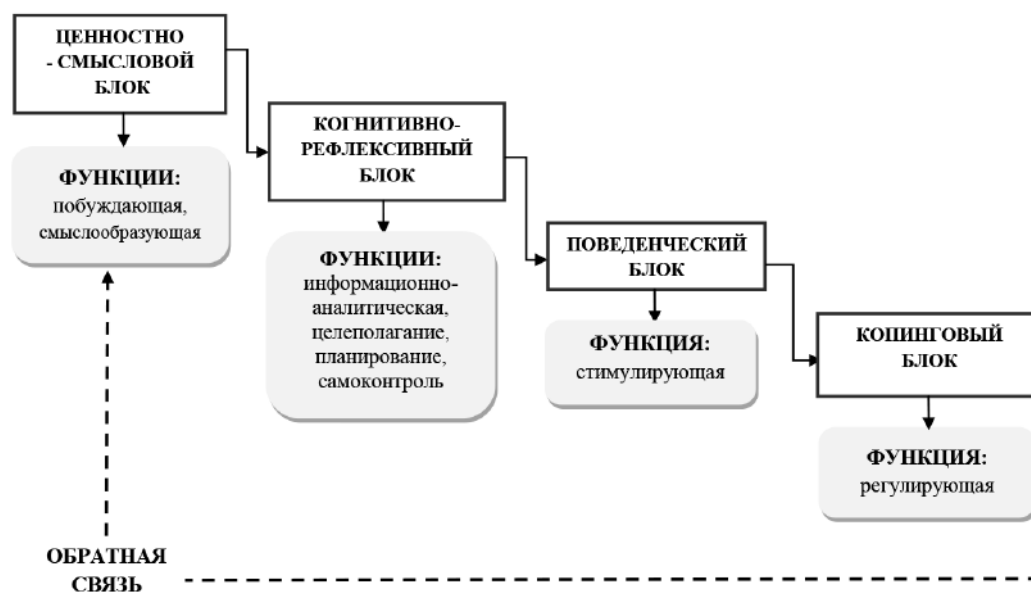 ЦЕННОСТНО
- СМЫСЛОВОЙ
БЛОК
ФУНКЦИИ:
побуждающая,
смыслообразующая
КОГНИТИВНО-
РЕФЛЕКСИВНЫЙ
БЛОК
ФУНКЦИИ:
информационно-
аналитическая,
целеполагание,
планирование,
самоконтроль
ПОВЕДЕНЧЕСКИЙ
БЛОК
ФУНКЦИЯ:
стимулирующая
КОПИНГОВЫЙ
БЛОК
ФУНКЦИЯ:
регулирующая
ОБРАТНАЯ
СВЯЗЬ